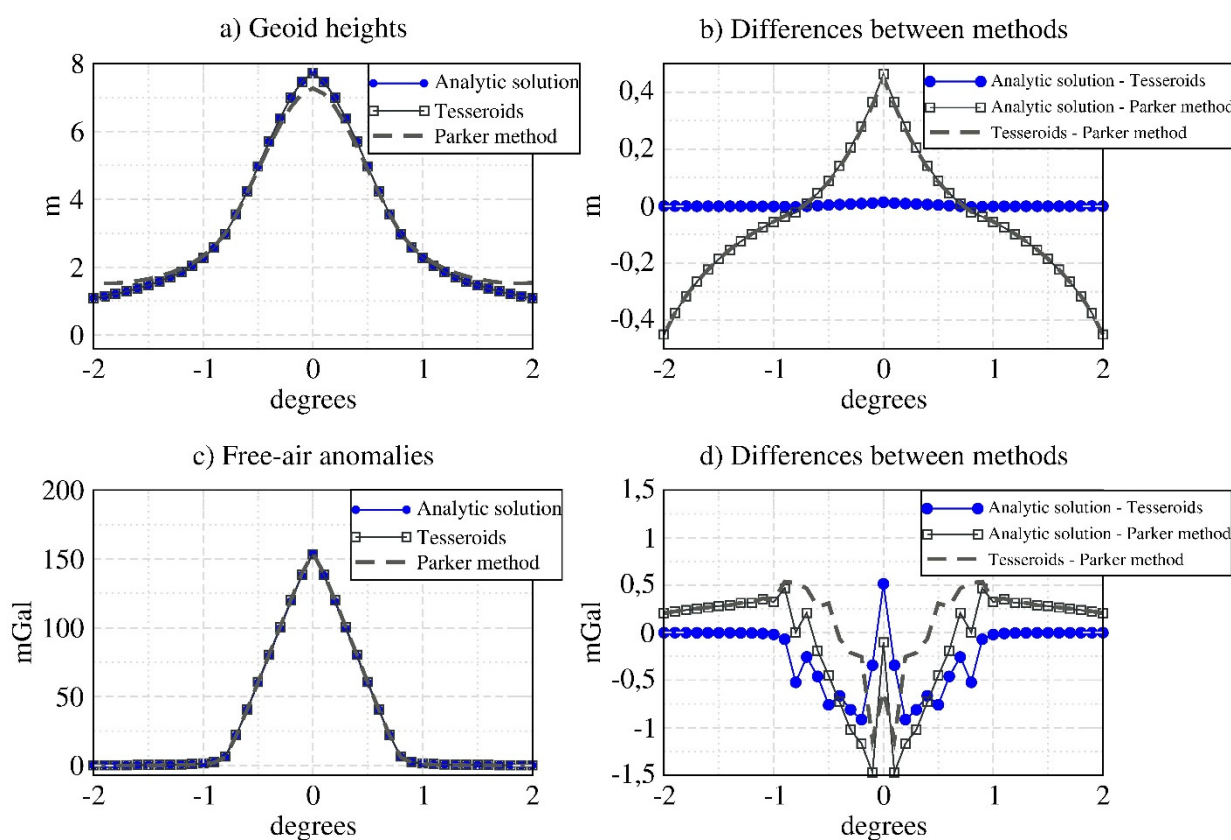 a) Geoid heights
8
6
4
2
0
m
-2 -1 0 1 2
degrees
Analytic solution
Tesseroids
Parker method
b) Differences between methods
0,4
0,2
0
-0,2
-0,4
m
-2 -1 0 1 2
degrees
Analytic solution - Tesseroids
Analytic solution - Parker method
Tesseroids - Parker method
c) Free-air anomalies
200
150
100
50
0
mGal
-2 -1 0 1 2
degrees
Analytic solution
Tesseroids
Parker method
d) Differences between methods
1,5
1
0,5
0
-0,5
-1
-1,5
mGal
-2 -1 0 1 2
degrees
Analytic solution - Tesseroids
Analytic solution - Parker method
Tesseroids - Parker method